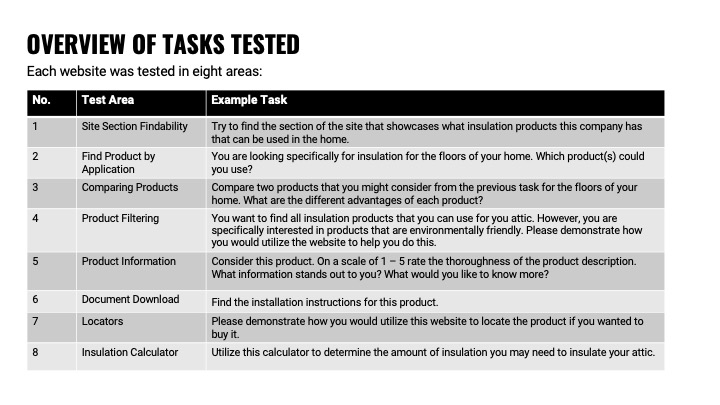 OVERVIEW OF TASKS TESTED
Each website was tested in eight areas:
No. Test Area Example Task
1 Site Section Findability Try to find the section of the site that showcases what insulation products this company has
that can be used in the home.
2 Find Product by Application You are looking specifically for insulation for the floors of your home. Which product(s) could
you use?
3 Comparing Products Compare two products that you might consider from the previous task for the floors of your
home. What are the different advantages of each product?
4 Product Filtering You want to find all insulation products that you can use for you attic. However, you are
specifically interested in products that are environmentally friendly. Please demonstrate how
you would utilize the website to help you do this.
5 Product Information Consider this product. On a scale of 1 – 5 rate the thoroughness of the product description.
What information stands out to you? What would you like to know more?
6 Document Download Find the installation instructions for this product.
7 Locators Please demonstrate how you would utilize this website to locate the product if you wanted to
buy it.
8 Insulation Calculator Utilize this calculator to determine the amount of insulation you may need to insulate your attic.